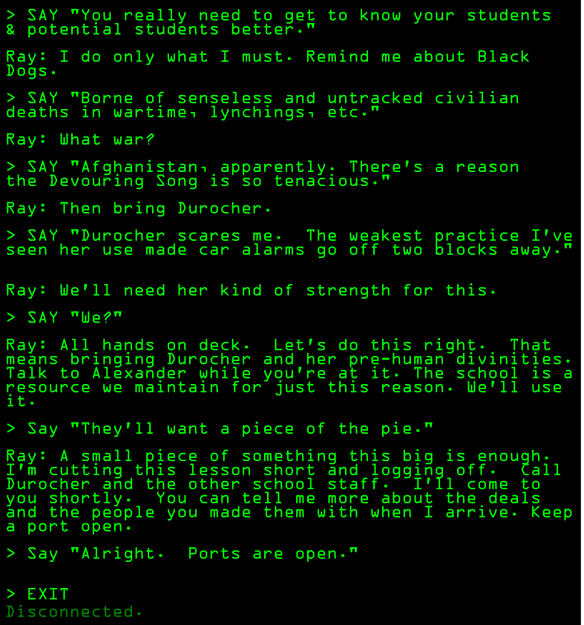 > SAY "You really need to get to know your students
& potential students better."
Ray: I do only what I must. Remind me about Black
Dogs.
> SAY "Borne of senseless and untracked civilian
deaths in wartime, lynchings, etc."
Ray: What war?
> SAY "Afghanistan, apparently. There's a reason
the Devouring Song is so tenacious."
Ray: Then bring Durocher.
> SAY "Durocher scares me.  The weakest practice I've
seen her use made car alarms go off two blocks away."
Ray: We'll need her kind of strength for this.
> SAY "We?"
Ray: All hands on deck.  Let's do this right.  That
means bringing Durocher and her pre-human divinities.
Talk to Alexander while you're at it. The school is a
resource we maintain for just this reason. We'll use
it.
> Say "They'll want a piece of the pie."
Ray: A small piece of something this big is enough.
I'm cutting this lesson short and logging off.  Call
Durocher and the other school staff.  I'll come to
you shortly.  You can tell me more about the deals
and the people you made them with when I arrive. Keep
a port open.
> Say "Alright.  Ports are open."
> EXIT
Disconnected.